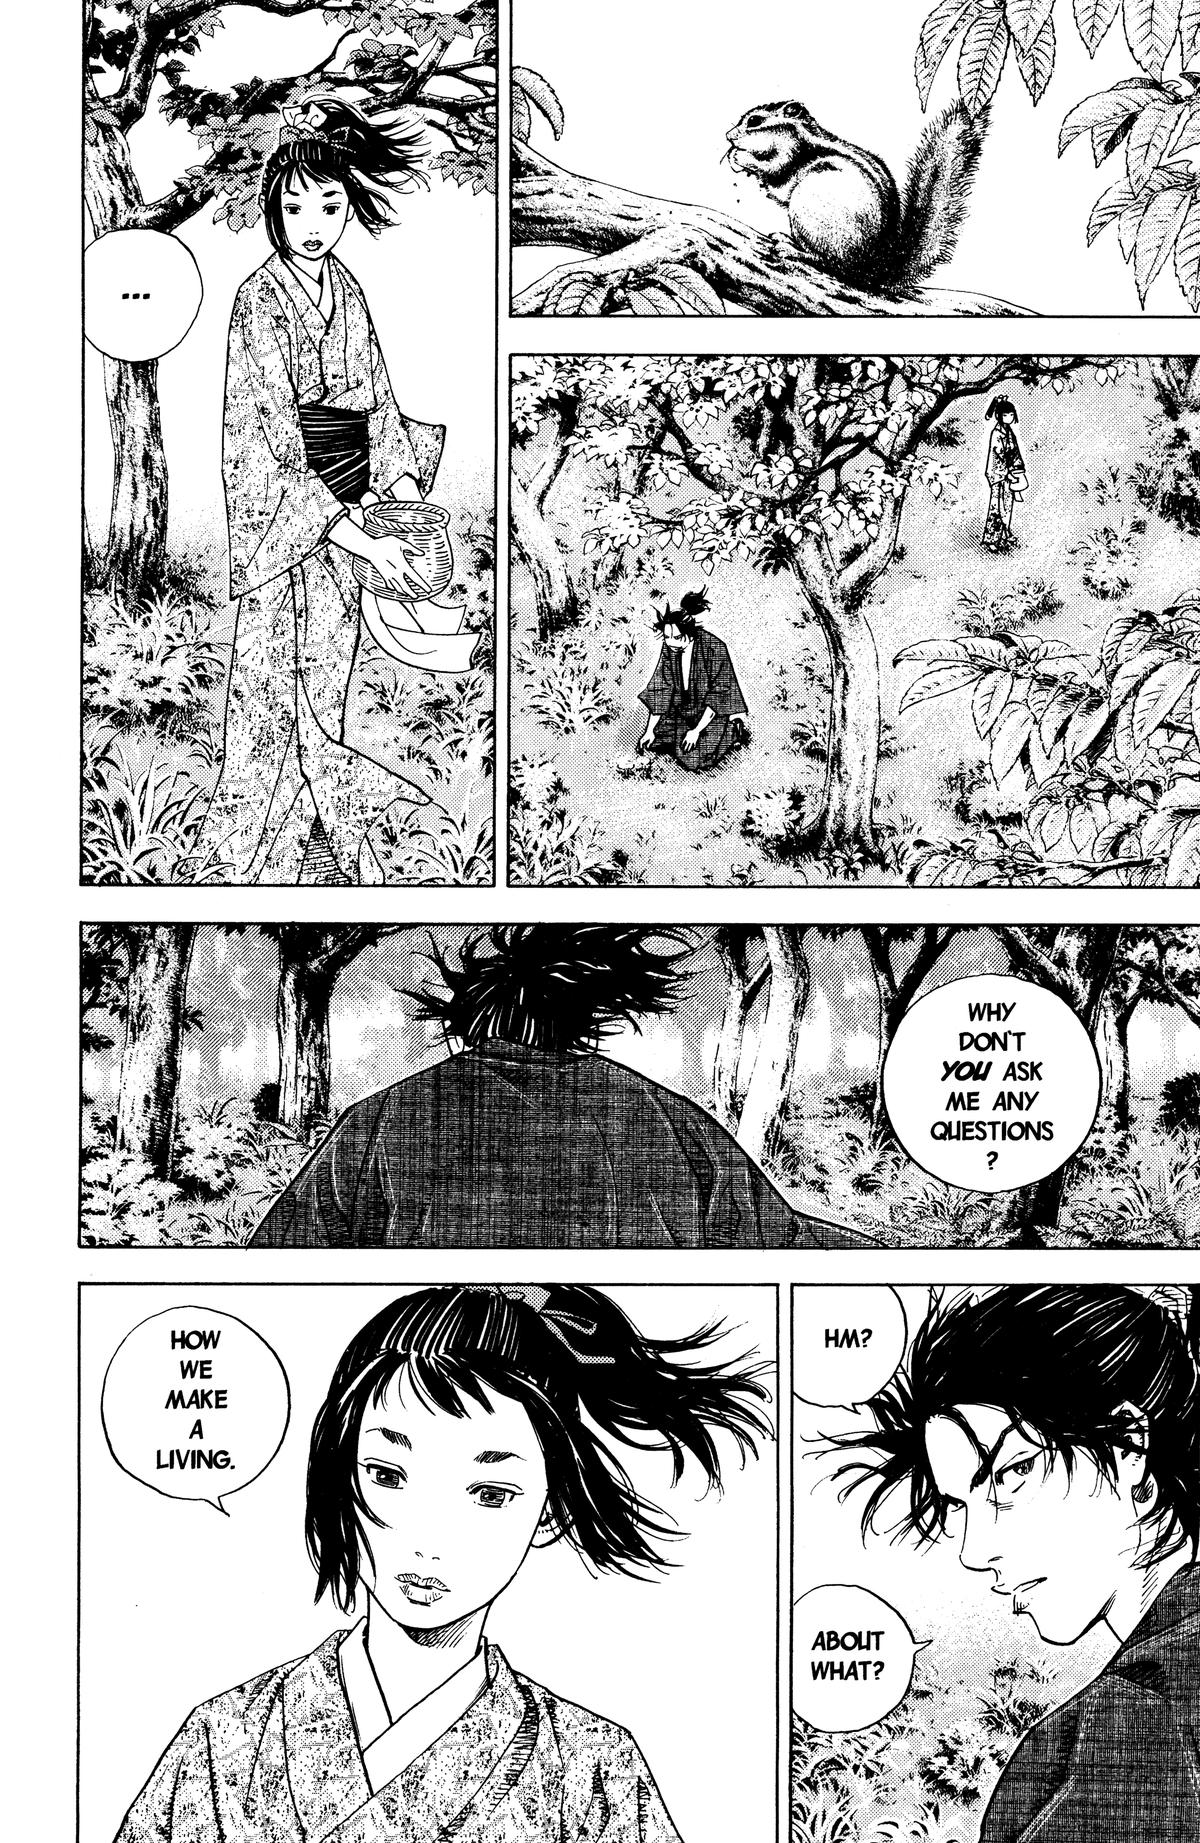 ...
WHY
DON'T
YOU ASK
ME ANY
QUESTIONS
?
HM?
ABOUT
WHAT?
HOW
WE
MAKE
A
LIVING.